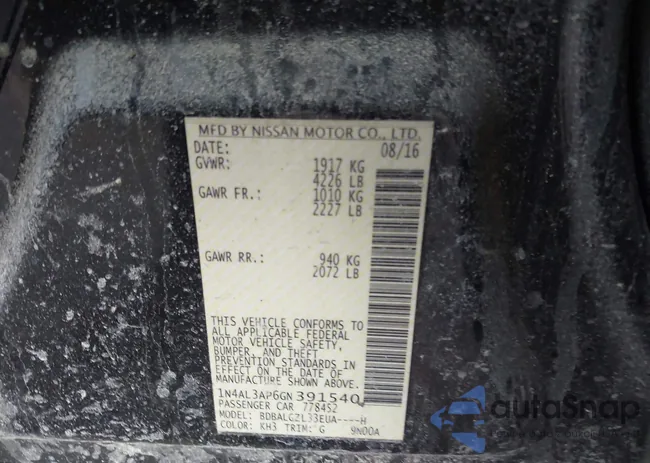 MFD BY NISSAN MOTOR CO., LTD.
DATE: 08/16
GVWR: 1917 KG
4226 LB
GAWR FR.: 1010 KG
2227 LB
GAWR RR.: 940 KG
2072 LB
THIS VEHICLE CONFORMS TO
ALL APPLICABLE FEDERAL
MOTOR VEHICLE SAFETY,
BUMPER, AND THEFT
PREVENTION STANDARDS IN
EFFECT ON THE DATE OF
MANUFACTURE SHOWN ABOVE.
1N4AL3AP6GN391540
PASSENGER CAR 778452
MODEL: BDBALCZL33EUA----H
COLOR: KH3 TRIM: G 9N00A
autoSnap